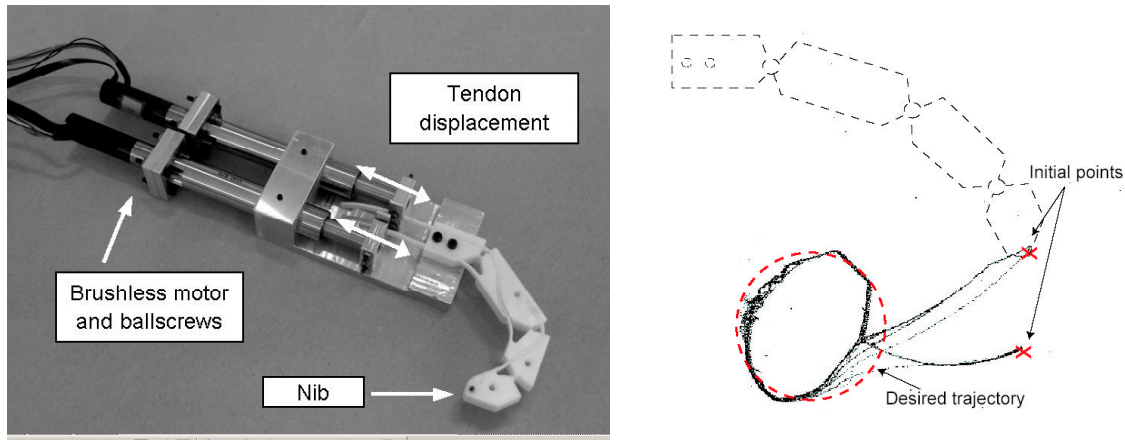 Tendon
displacement
Brushless motor
and ballscrews
Nib
Initial points
Desired trajectory